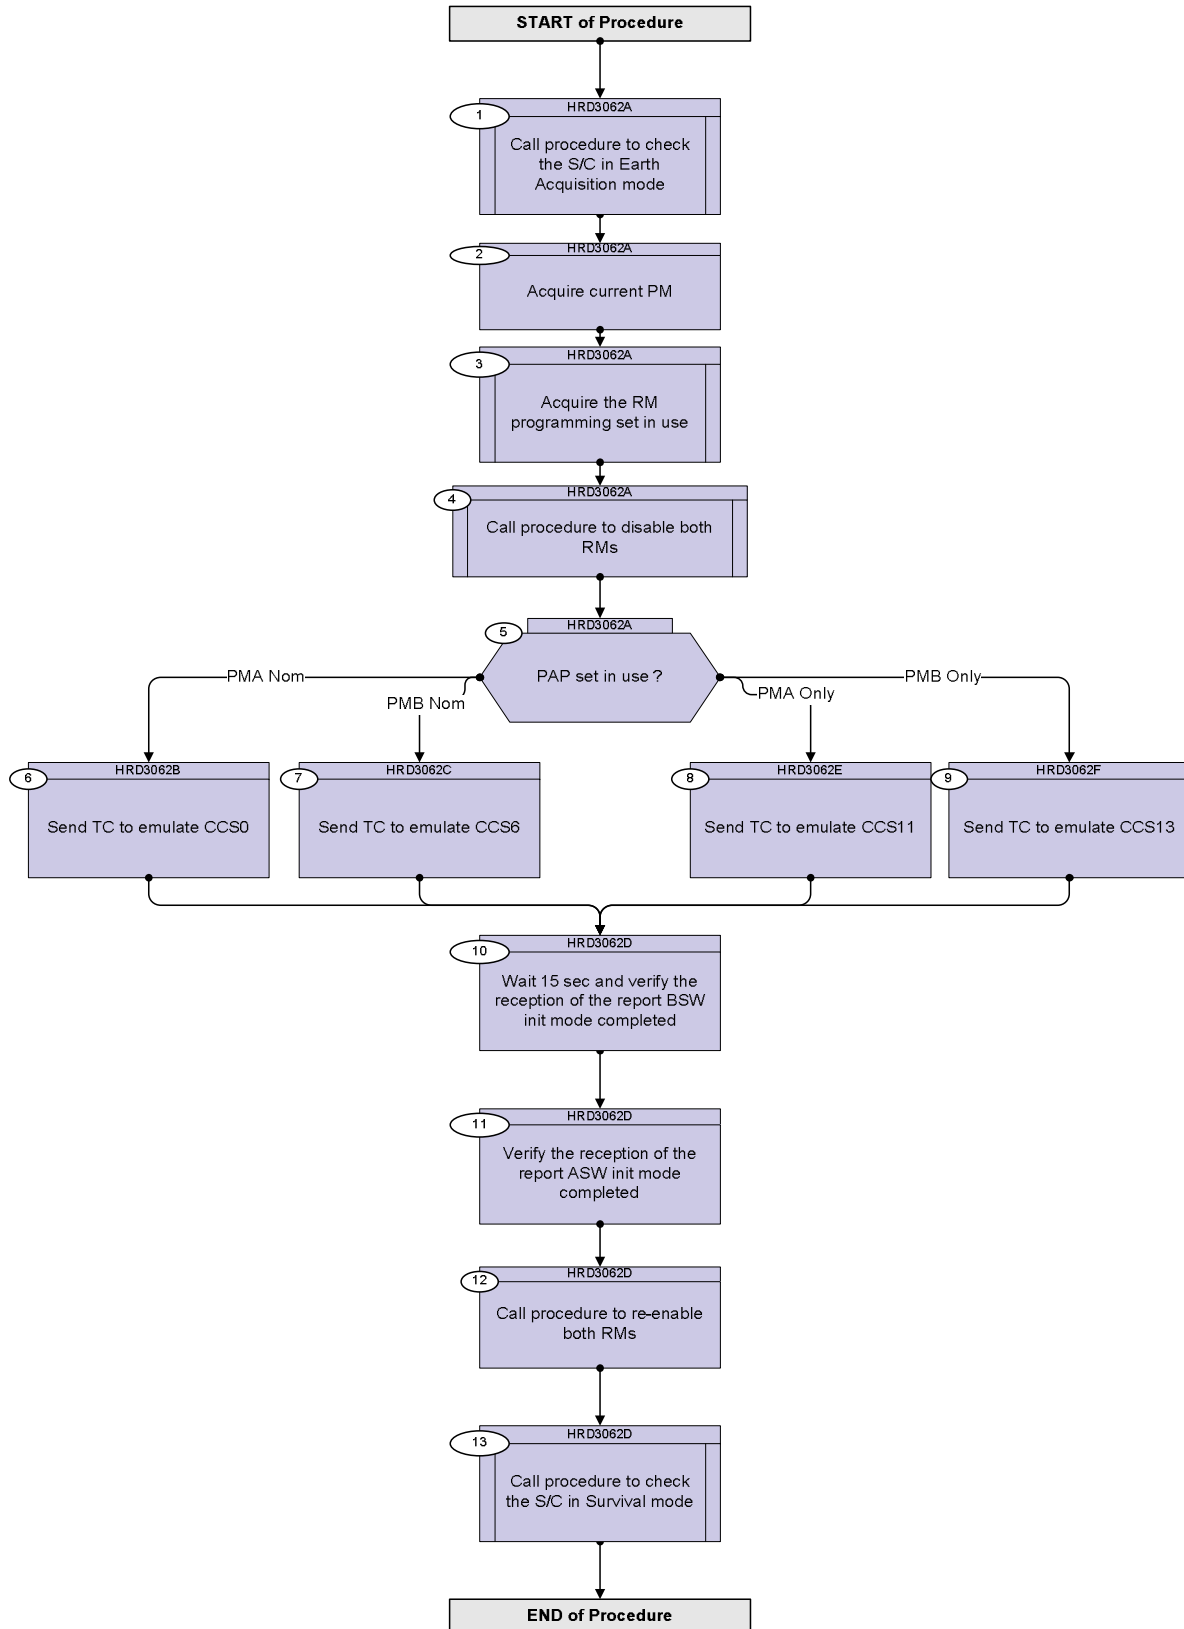 START of Procedure
HRD3062A
1
Call procedure to check
the S/C in Earth
Acquisition mode
HRD3062A
2
Acquire current PM
HRD3062A
3
Acquire the RM
programming set in use
HRD3062A
4
Call procedure to disable both
RMs
HRD3062A
5
PAP set in use ?
PMA Nom
PMB Nom
PMA Only
PMB Only
HRD3062B
6
Send TC to emulate CCS0
HRD3062C
7
Send TC to emulate CCS6
HRD3062E
8
Send TC to emulate CCS11
HRD3062F
9
Send TC to emulate CCS13
HRD3062D
10
Wait 15 sec and verify the
reception of the report BSW
init mode completed
HRD3062D
11
Verify the reception of the
report ASW init mode
completed
HRD3062D
12
Call procedure to re-enable
both RMs
HRD3062D
13
Call procedure to check
the S/C in Survival mode
END of Procedure